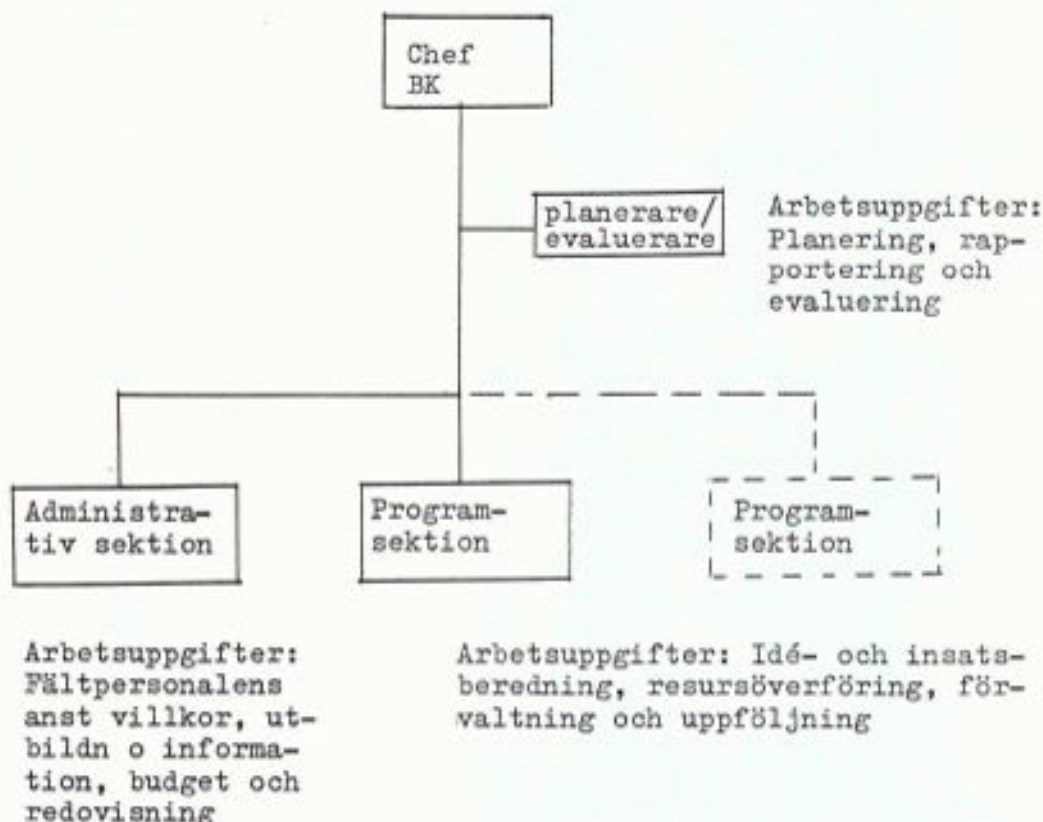 Chef
BK
planerare/
evaluerare
Arbetsuppgifter:
Planering, rap-
portering och
evaluering
Administra-
tiv sektion
Program-
sektion
Program-
sektion
Arbetsuppgifter:
Fältpersonalens
anst villkor, ut-
bildn o informa-
tion, budget och
redovisning
Arbetsuppgifter: Idé- och insats-
beredning, resursöverföring, för-
valtning och uppföljning